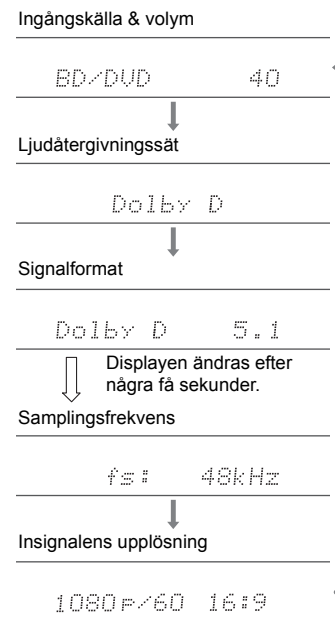 Ingångskälla & volym
BD/DVD 40
Ljudåtergivningssät
Dolby D
Signalformat
Dolby D 5.1
Displayen ändras efter
några få sekunder.
Samplingsfrekvens
fs: 48kHz
Insignalens upplösning
1080p/60 16:9